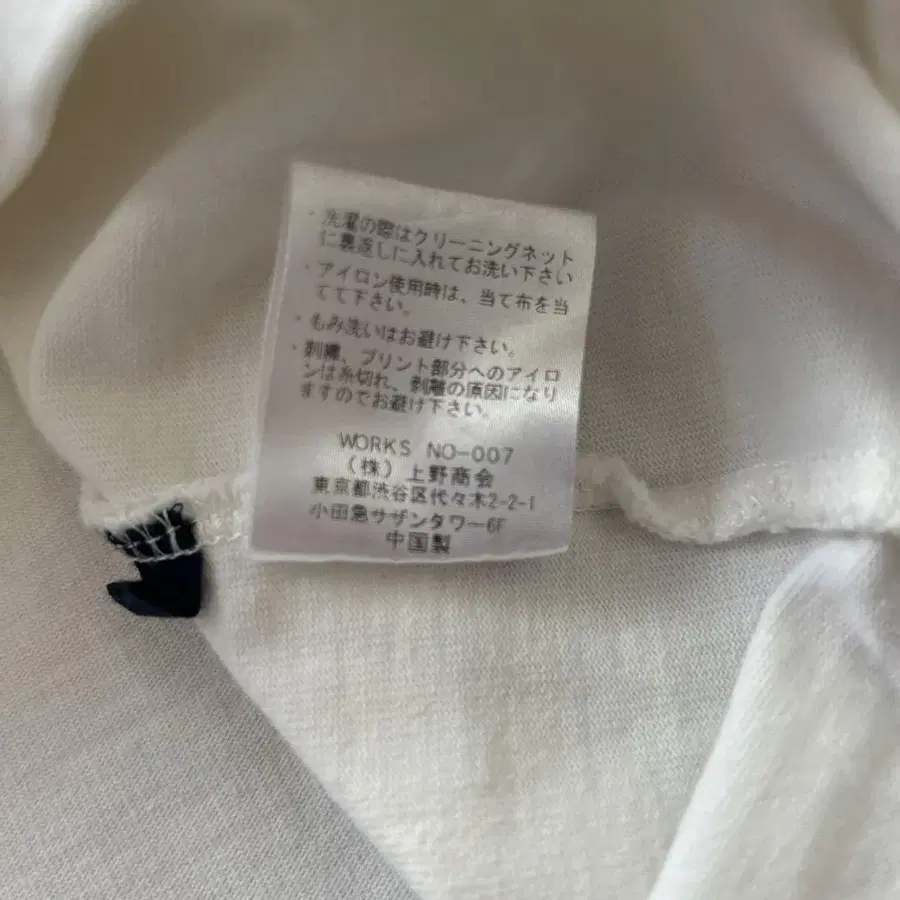 ・洗濯の際はクリーニングネット
に裏返しに入れてお洗い下さい
・アイロン使用時は、当て布を当
てて下さい。
・もみ洗いはお避け下さい。
・刺繍、プリント部分へのアイロ
ンは糸切れ、剥離の原因になり
ますのでお避け下さい。
WORKS NO-007
(株)上野商会
東京都渋谷区代々木2-2-1
小田急サザンタワー6F
中国製